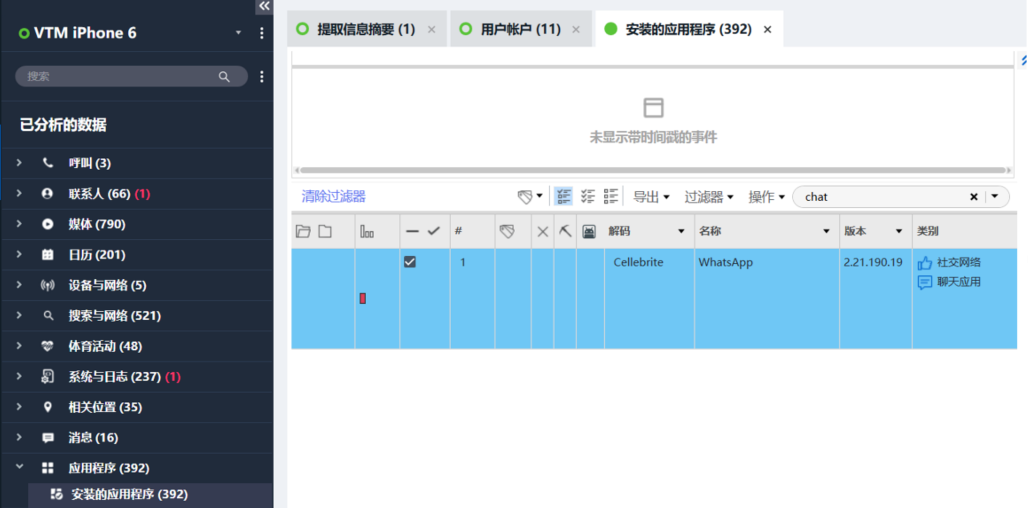 VTM iPhone 6
搜索
已分析的数据
呼叫 (3)
联系人 (66) (1)
媒体 (790)
日历 (201)
设备与网络 (5)
搜索与网络 (521)
体育活动 (48)
系统与日志 (237) (1)
相关位置 (35)
消息 (16)
应用程序 (392)
安装的应用程序 (392)
提取信息摘要 (1) 用户帐户 (11) 安装的应用程序 (392)
未显示带时间戳的事件
清除过滤器 导出 过滤器 操作 chat
# 解码 名称 版本 类别
1 Cellebrite WhatsApp 2.21.190.19 社交网络
聊天应用